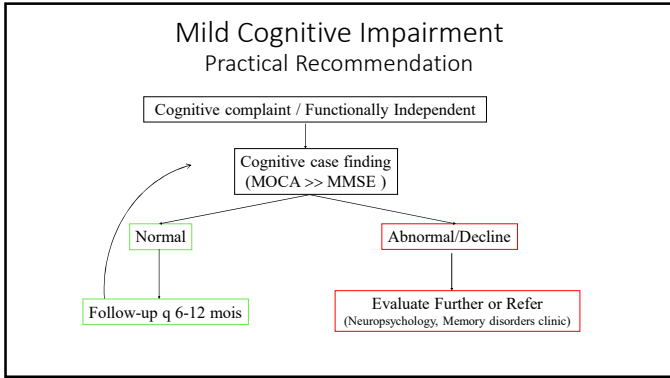 Mild Cognitive Impairment
Practical Recommendation
Cognitive complaint / Functionally Independent
Cognitive case finding
(MOCA >> MMSE )
Normal
Abnormal/Decline
Follow-up q 6-12 mois
Evaluate Further or Refer
(Neuropsychology, Memory disorders clinic)